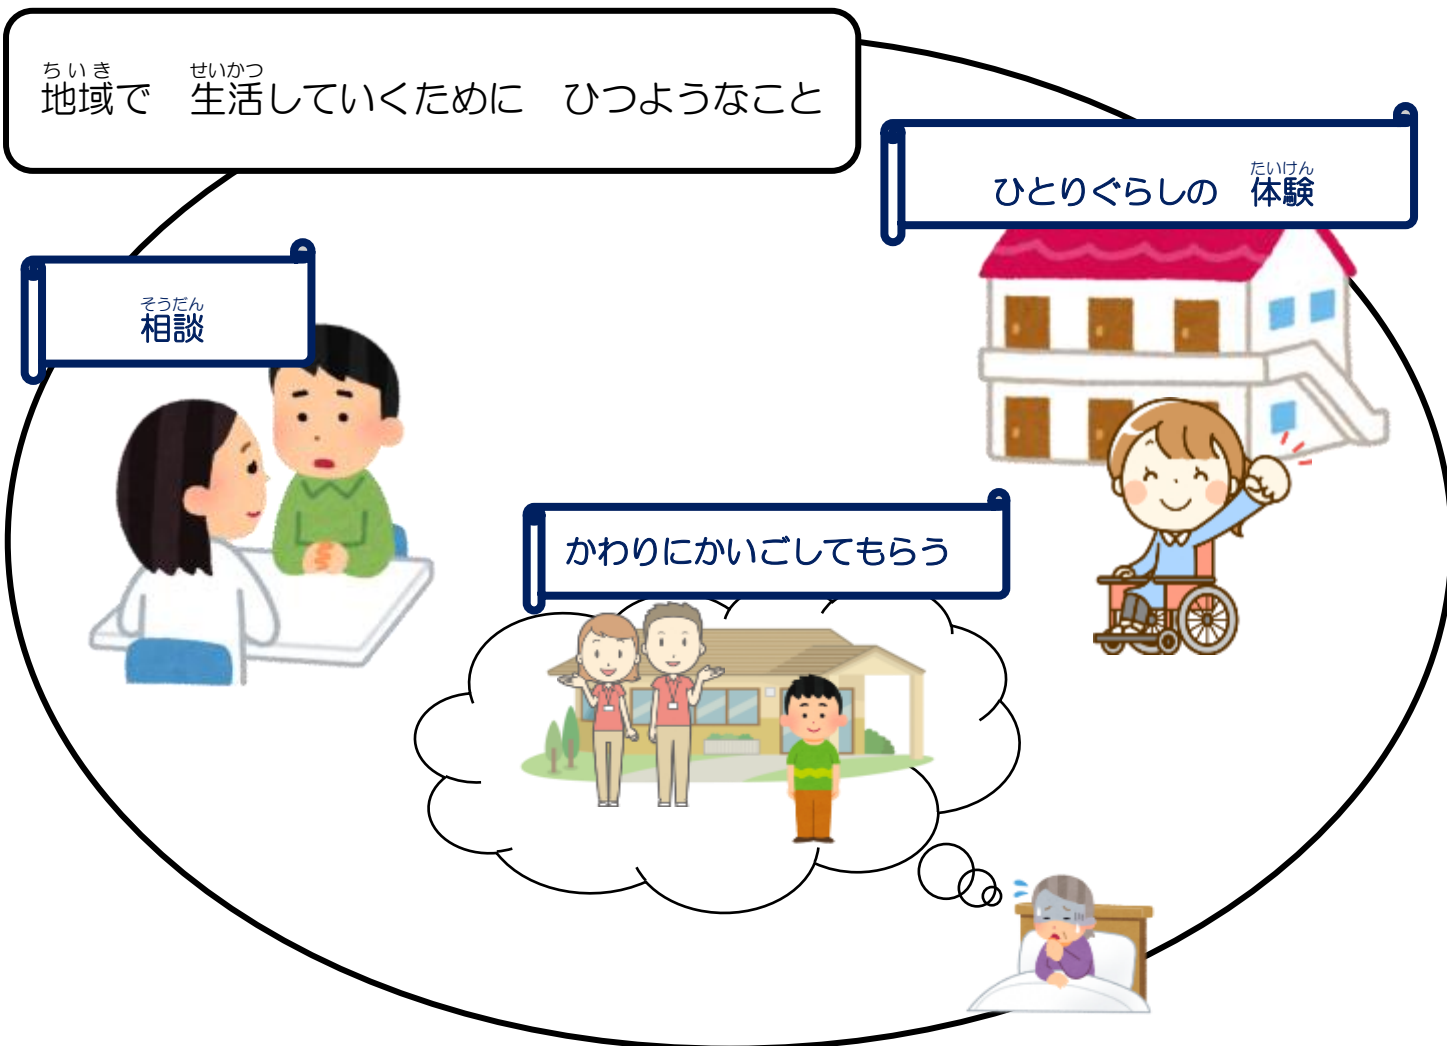 ちいき せいかつ
地域で 生活していくために ひつようなこと
たいけん
ひとりぐらしの 体験
そうだん
相談
かわりにかいごしてもらう